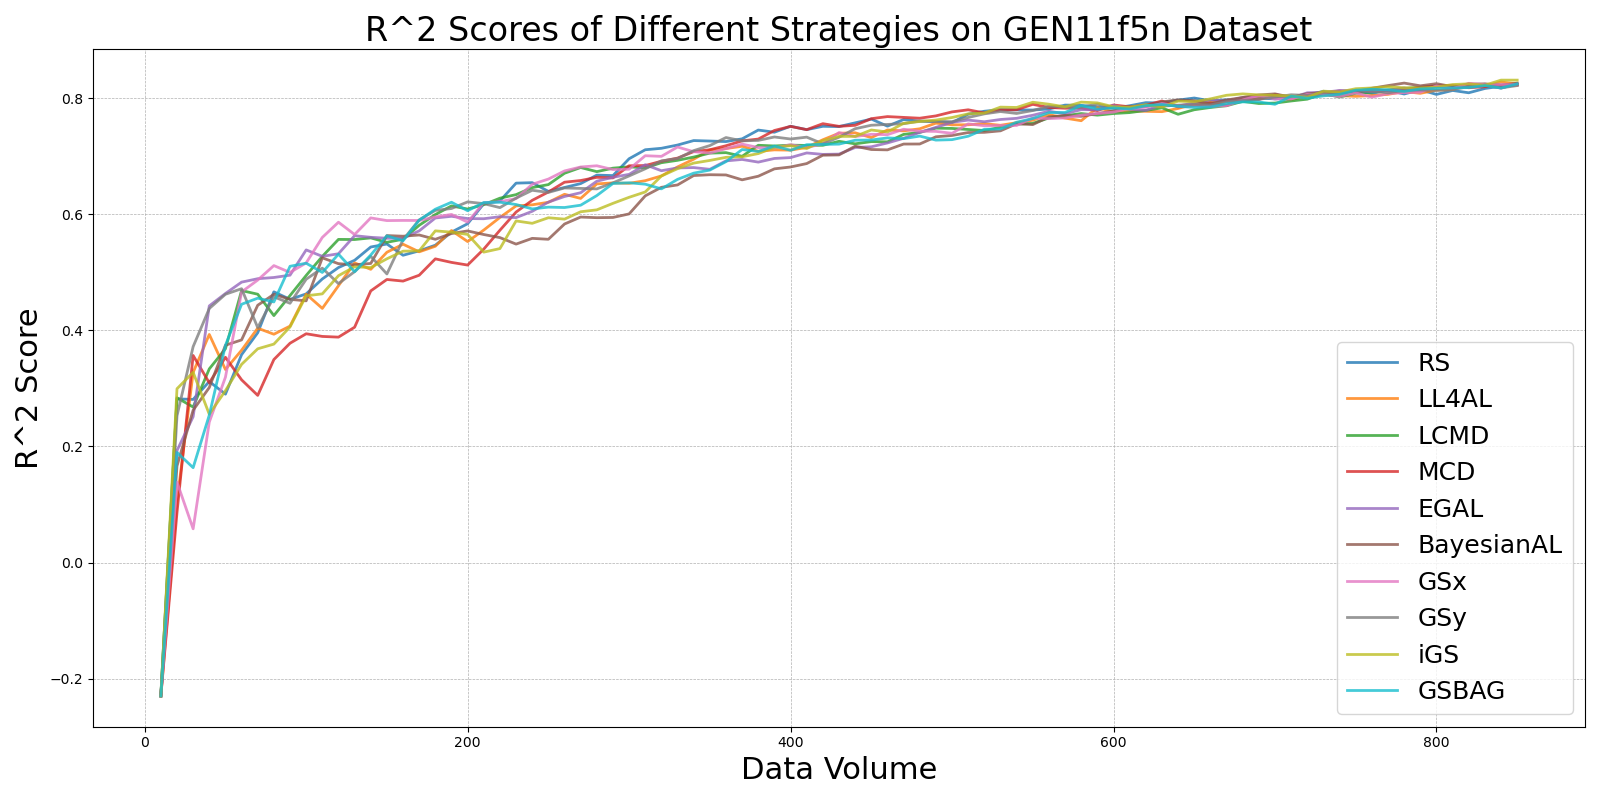 R^2 Scores of Different Strategies on GEN11f5n Dataset
R^2 Score
0.8
0.6
0.4
0.2
0.0
−0.2
0
200
400
600
800
Data Volume
RS
LL4AL
LCMD
MCD
EGAL
BayesianAL
GSx
GSy
iGS
GSBAG